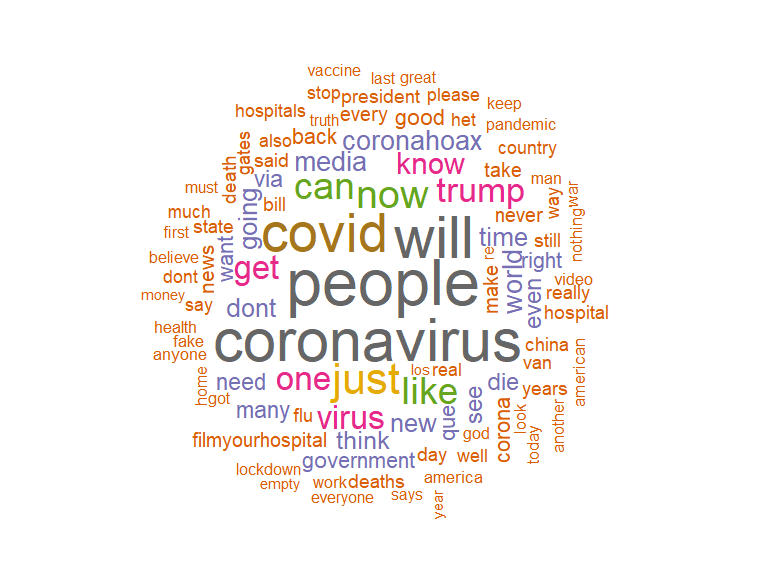 vaccine
last great
stop president please
keep
hospitals
truth every good het
pandemic
also back coronahoax
country
gates
said media know take
death
via can now trump man
must
bill
way war
much
going
never
nothing
first state
covid will time still
want
believe
people
re
world
right
dont
news
get
make
video
money
even
really
say
dont
hospital
health
coronavirus
china
fake
anyone
los real
van
american
home
need one just like die
years
got
many flu virus new
que
see
corona
look
another
filmyourhospital think
god
today
government day well
lockdown
empty work deaths
america
everyone says
year